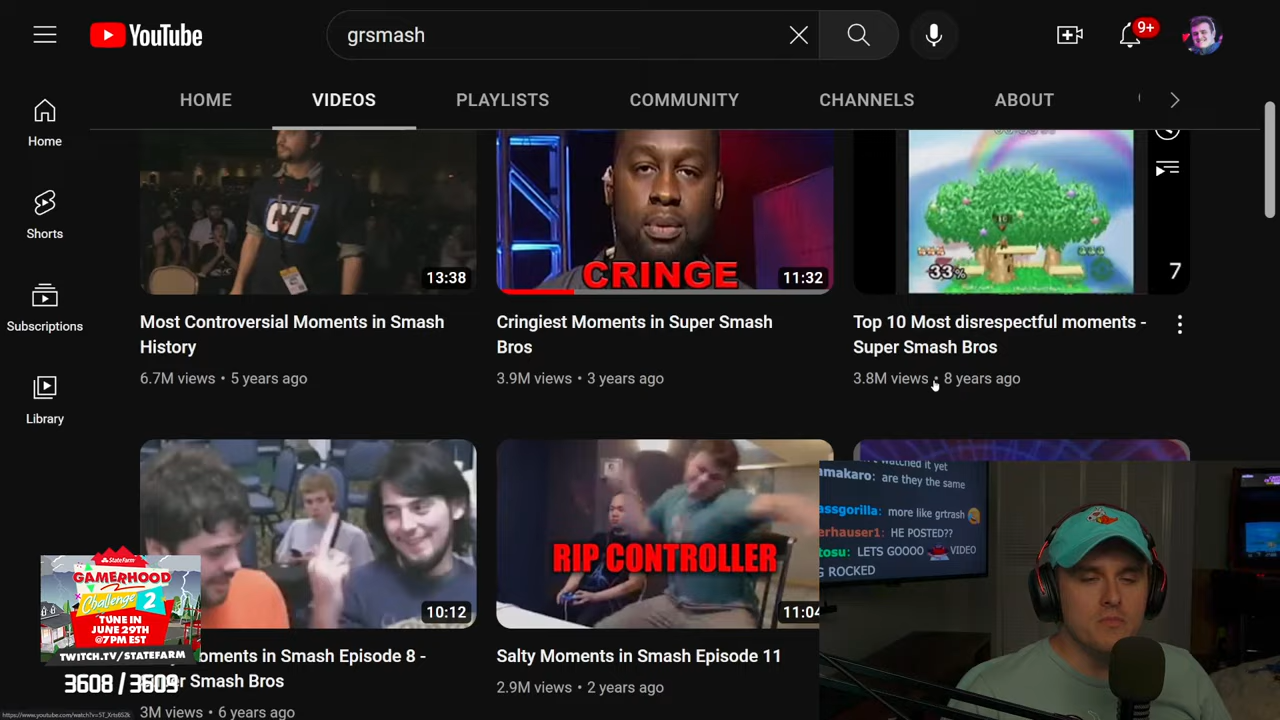 YouTube
grsmash
9+
HOME
VIDEOS
PLAYLISTS
COMMUNITY
CHANNELS
ABOUT
Home
Shorts
Subscriptions
Library
CT
13:38
CRINGE
11:32
33%
7
Most Controversial Moments in Smash
History
6.7M views • 5 years ago
Cringiest Moments in Super Smash
Bros
3.9M views • 3 years ago
Top 10 Most disrespectful moments -
Super Smash Bros
3.8M views • 8 years ago
10:12
RIP CONTROLLER
11:04
watched it yet
makaro: are they the same
assgorilla: more like grtrash
erhauser1: HE POSTED??
tosu: LETS GOOOO VIDEO
ROCKED
StateFarm
GAMERHOOD
Challenge 2
TUNE IN
JUNE 29TH
@7PM EST
TWITCH.TV/STATEFARM
3608 / 3609
oments in Smash Episode 8 -
Smash Bros
3M views • 6 years ago
Salty Moments in Smash Episode 11
2.9M views • 2 years ago